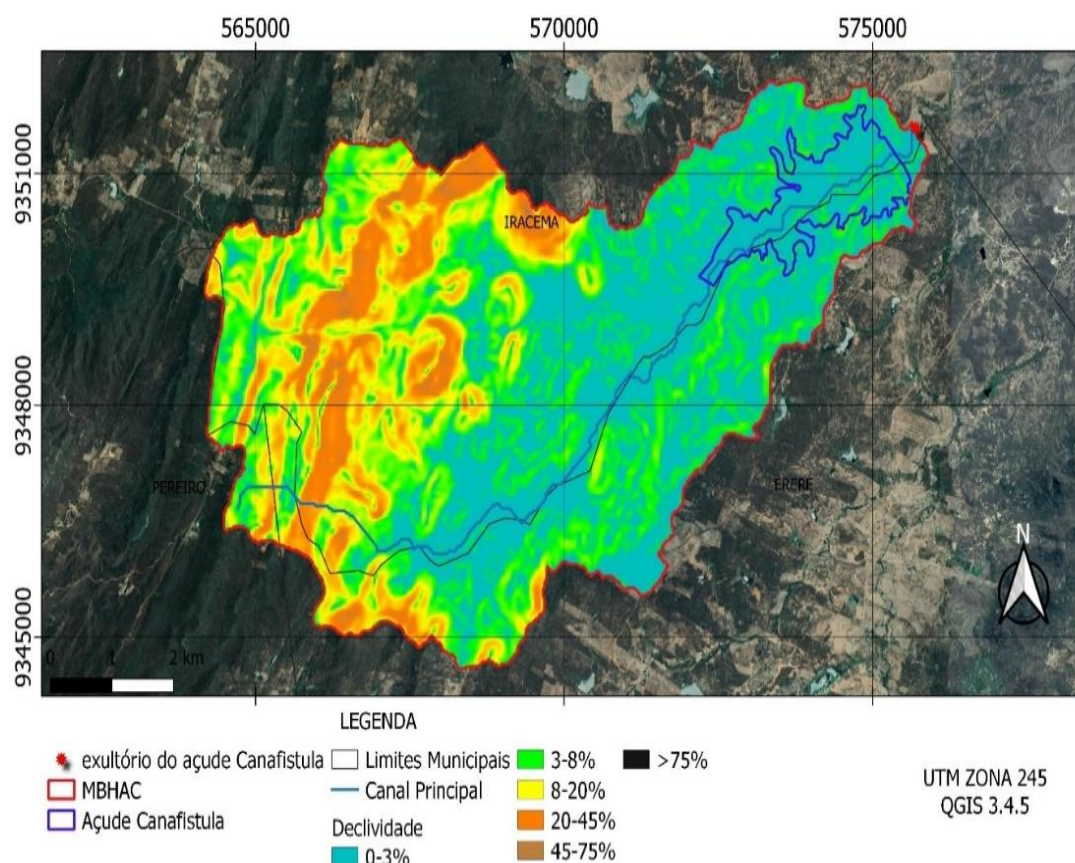 565000 570000 575000
9351000
IRACEMA
9348000
PEREIRO
ERERE
N
9345000
0 1 2 km
LEGENDA
exultório do açude Canafistula
MBHAC
Açude Canafistula
Limites Municipais
Canal Principal
Declividade
0-3%
3-8%
8-20%
20-45%
45-75%
>75%
UTM ZONA 245
QGIS 3.4.5